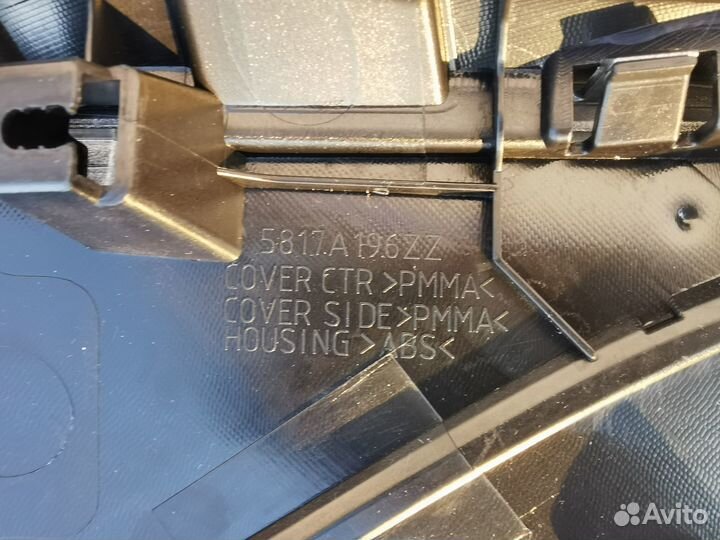 5817A196ZZ
COVER CTR >PMMA<
COVER SIDE >PMMA<
HOUSING >ABS<
Avito